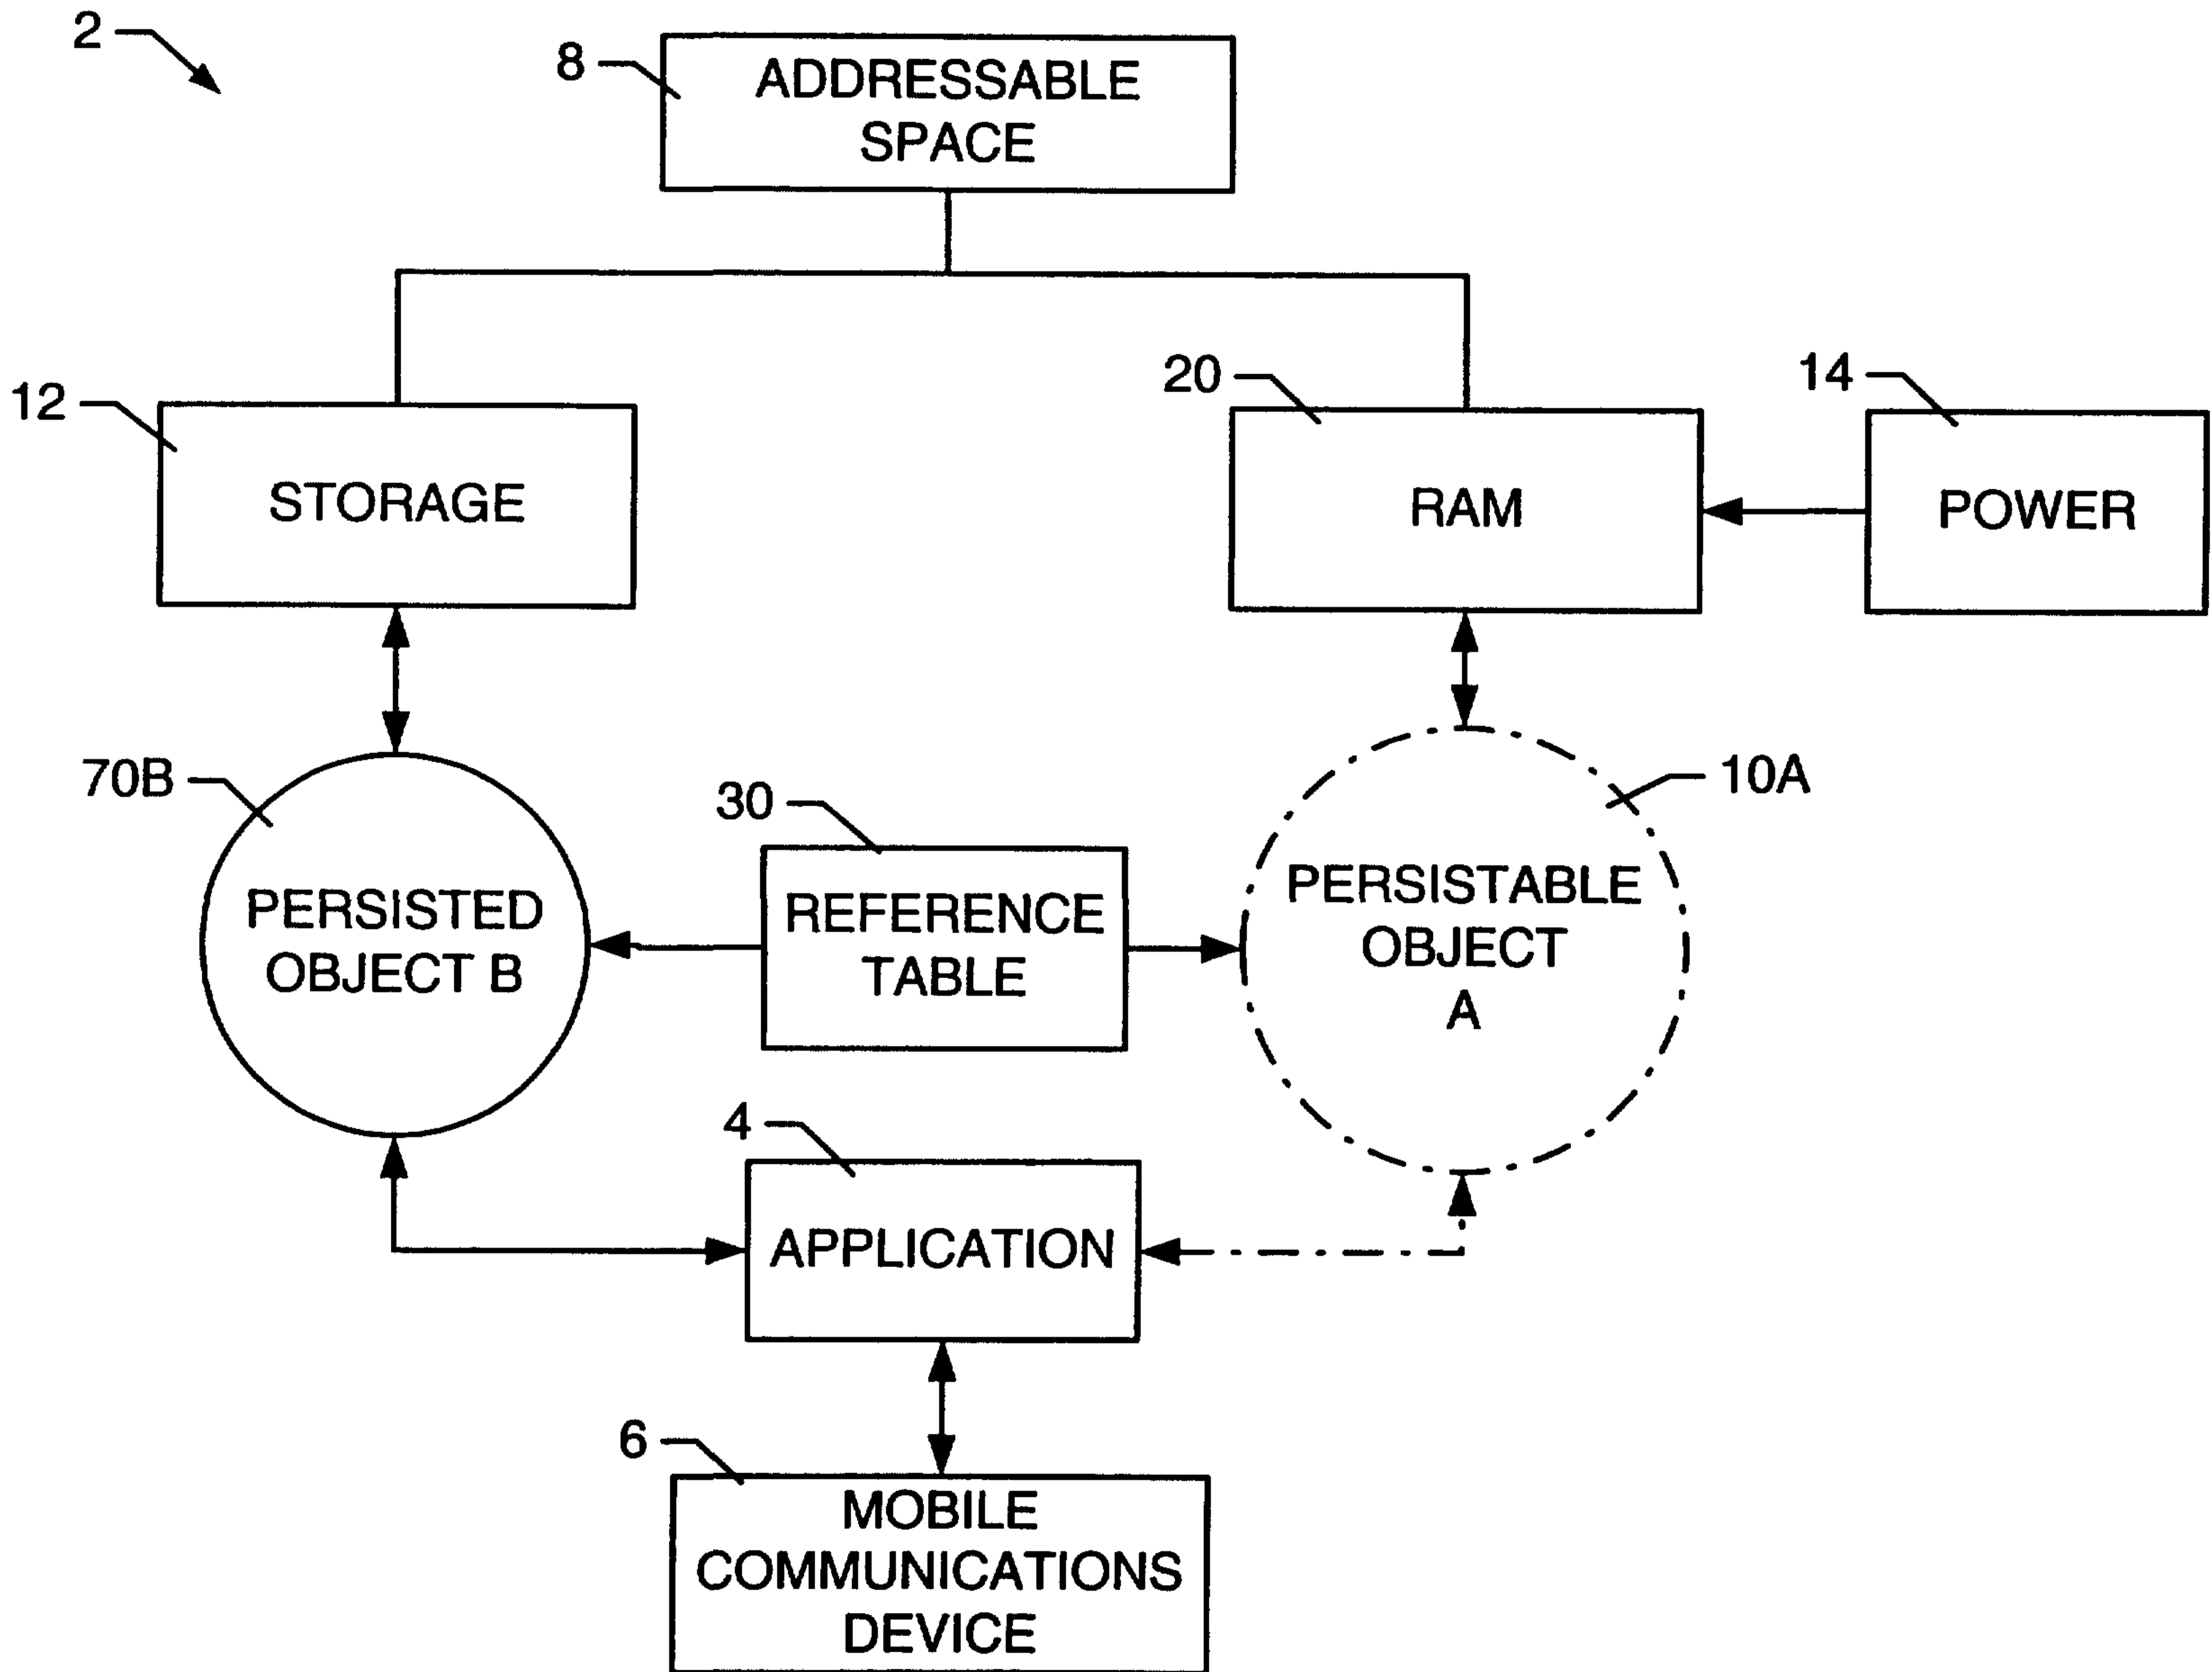 2
8
ADDRESSABLE
SPACE
12
STORAGE
20
RAM
14
POWER
70B
PERSISTED
OBJECT B
30
REFERENCE
TABLE
10A
PERSISTABLE
OBJECT
A
4
APPLICATION
6
MOBILE
COMMUNICATIONS
DEVICE